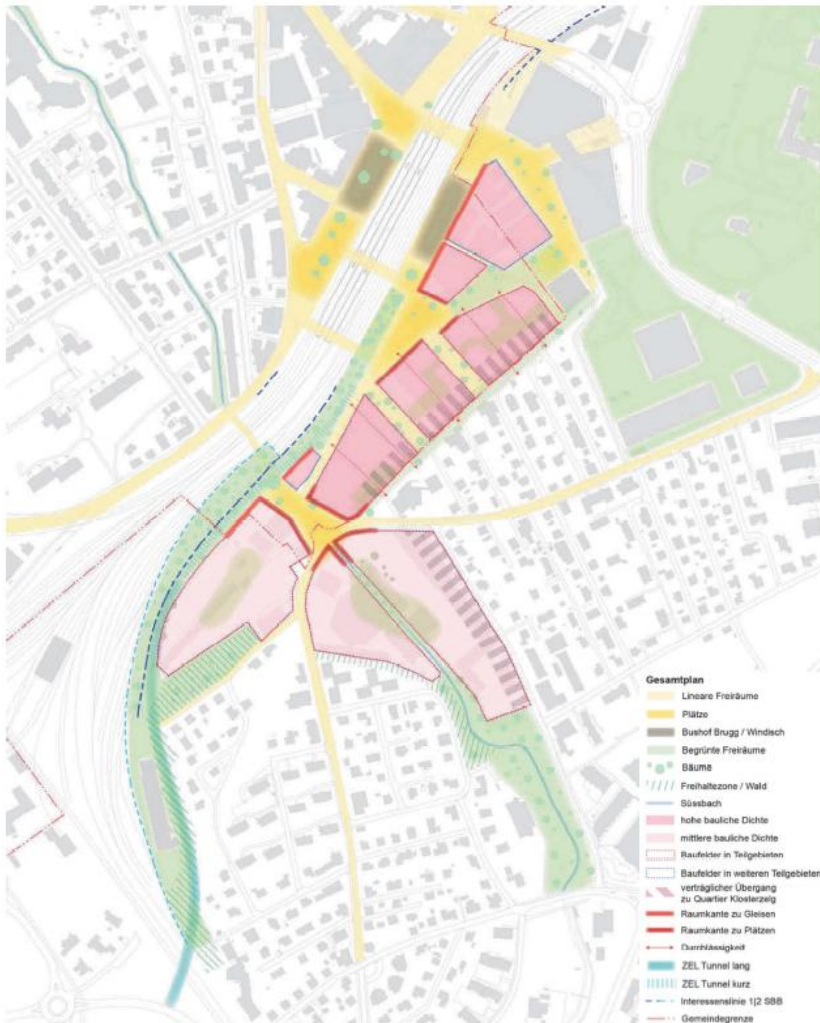 Gesamtplan
Lineare Freiräume
Plätze
Bushof Brugg / Windisch
Begrünte Freiräume
Bäume
Freihaltezone / Wald
Süssbach
hohe bauliche Dichte
mittlere bauliche Dichte
Baufelder in Teilgebieten
Baufelder in weiteren Teilgebieten
verträglicher Übergang
zu Quartier Klosterzelg
Raumkante zu Gleisen
Raumkante zu Plätzen
Durchlässigkeit
ZEL Tunnel lang
ZEL Tunnel kurz
Interessenslinie 1|2 SBB
Gemeindegrenze